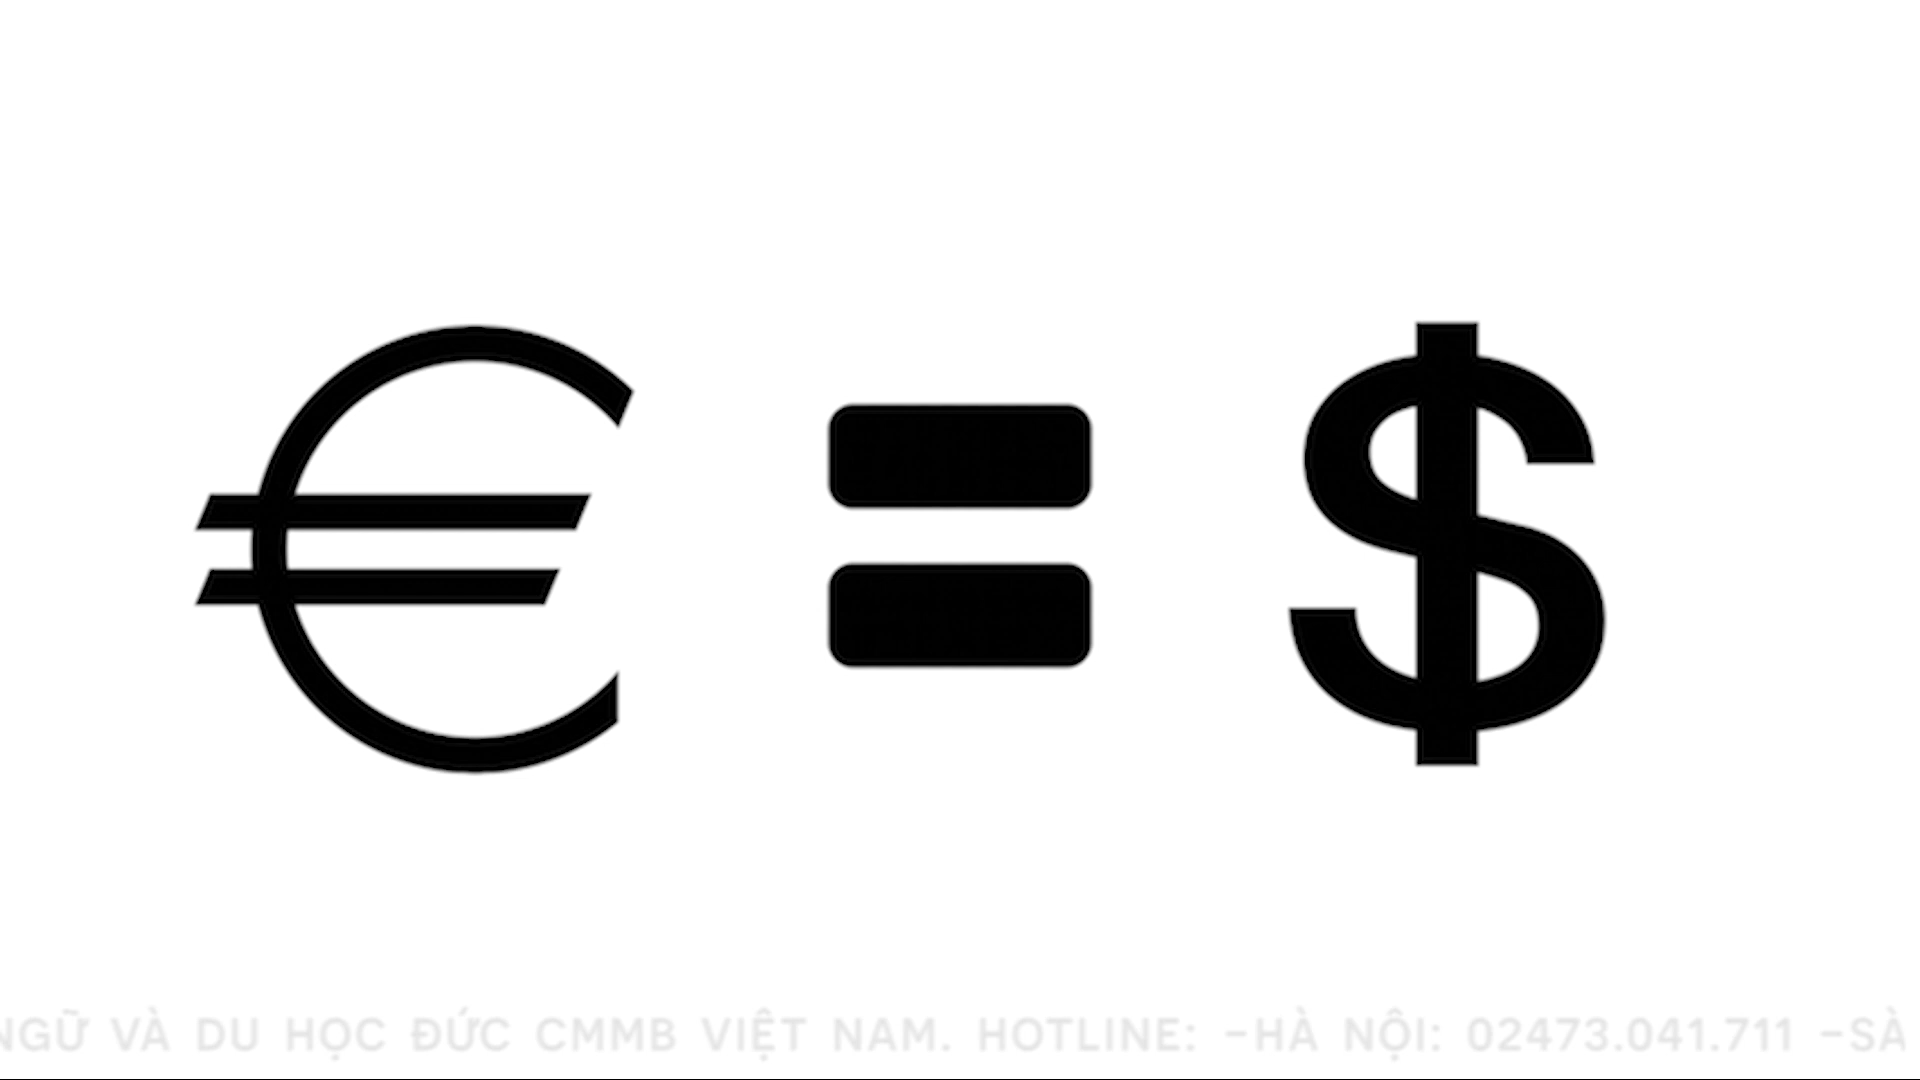 € = $
NGỮ VÀ DU HỌC ĐỨC CMMB VIỆT NAM. HOTLINE: -HÀ NỘI: 02473.041.711 -SÀ